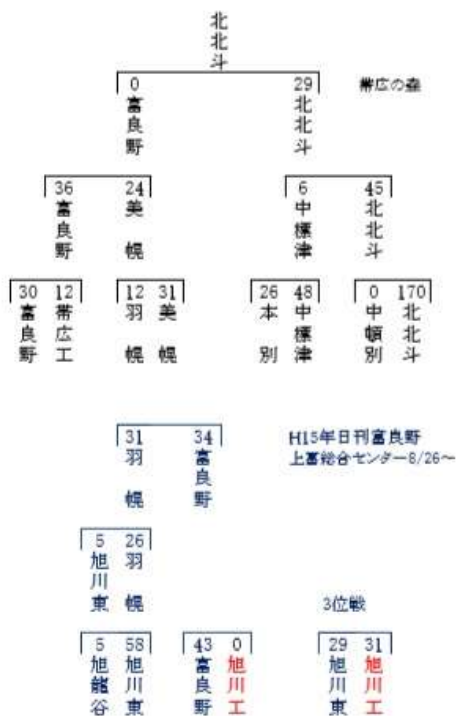 北北斗
0 29 帯広の森
富良野 北北斗
36 24 6 45
富良野 美幌 中標津 北北斗
30 12 12 31 26 48 0 170
富良野 帯広工 羽幌 美幌 本別 中標津 中頓別 北北斗
31 34 H15年日刊富良野
羽幌 富良野 上富総合センター8/26～
5 26
旭川東 羽幌 3位戦
5 58 43 0 29 31
旭龍谷 旭川東 富良野 旭川工 旭川東 旭川工